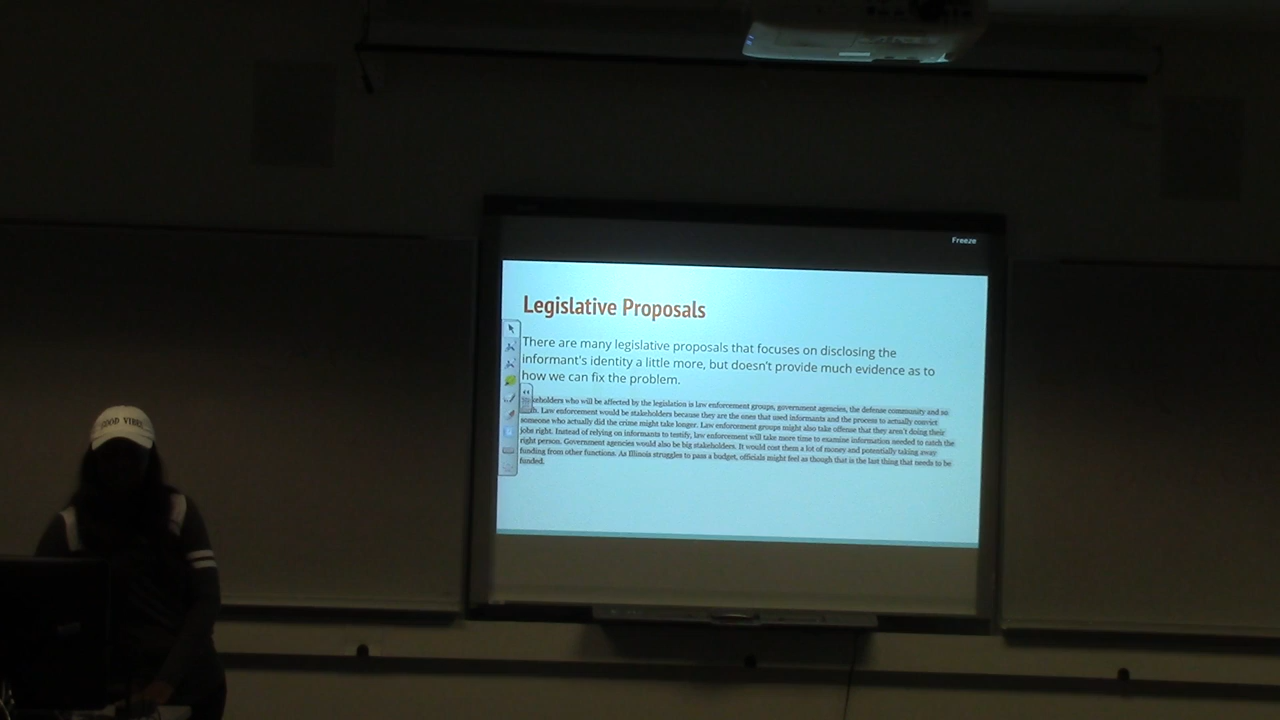 Freeze
Legislative Proposals
There are many legislative proposals that focuses on disclosing the
informant's identity a little more, but doesn't provide much evidence as to
how we can fix the problem.
keholders who will be affected by the legislation is law enforcement groups, government agencies, the defense community and so
th. Law enforcement would be stakeholders because they are the ones that used informants and the process to actually convict
someone who actually did the crime might take longer. Law enforcement groups might also take offense that they aren't doing their
jobs right. Instead of relying on informants to testify, law enforcement will take more time to examine information needed to catch the
right person. Government agencies would also be big stakeholders. It would cost them a lot of money and potentially taking away
funding from other functions. As Illinois struggles to pass a budget, officials might feel as though that is the last thing that needs to be
funded.
GOOD VIBES